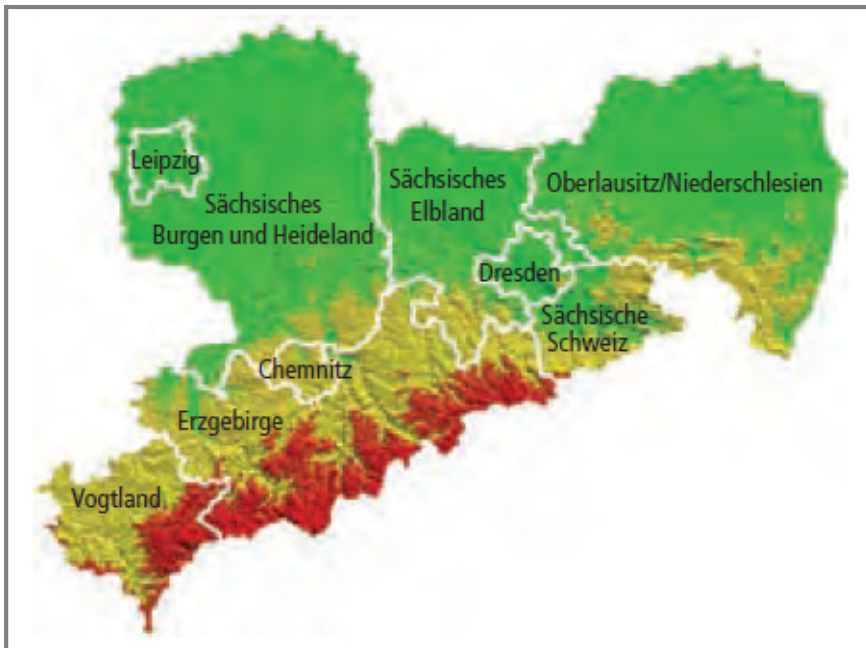 Leipzig
Sächsisches
Burgen und Heideland
Sächsisches
Elbland
Oberlausitz/Niederschlesien
Dresden
Sächsische
Schweiz
Chemnitz
Erzgebirge
Vogtland